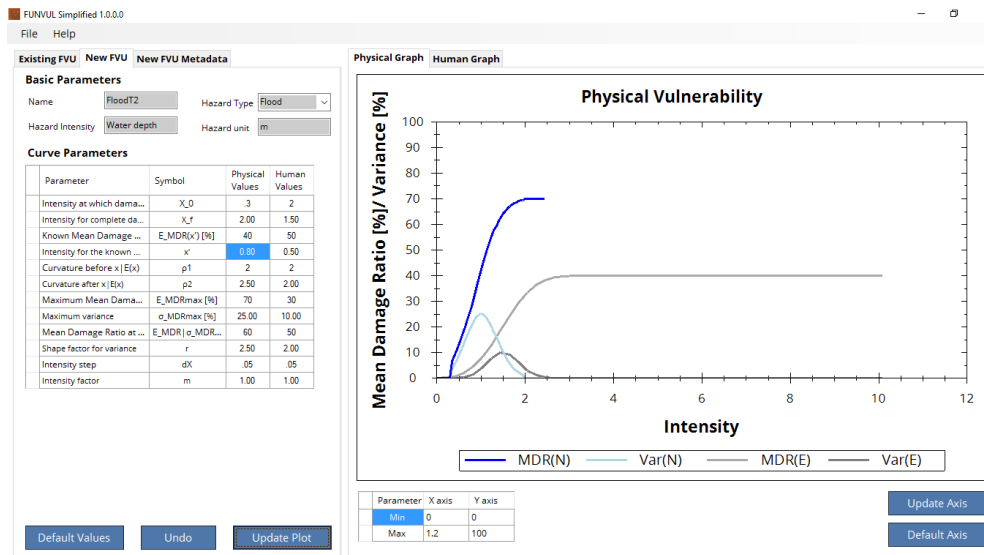 FUNVUL Simplified 1.0.0.0
File Help
Existing FVU New FVU New FVU Metadata
Basic Parameters
Name FloodT2 Hazard Type Flood
Hazard Intensity Water depth Hazard unit m
Curve Parameters
Parameter Symbol Physical Values Human Values
Intensity at which dama... X_0 .3 2
Intensity for complete da... X_f 2.00 1.50
Known Mean Damage ... E_MDR(x') [%] 40 50
Intensity for the known ... x' 0.80 0.50
Curvature before x|E(x) ρ1 2 2
Curvature after x|E(x) ρ2 2.50 2.00
Maximum Mean Dama... E_MDRmax [%] 70 30
Maximum variance σ_MDRmax [%] 25.00 10.00
Mean Damage Ratio at ... E_MDR|σ_MDR... 60 50
Shape factor for variance r 2.50 2.00
Intensity step dX .05 .05
Intensity factor m 1.00 1.00
Default Values Undo Update Plot
Physical Graph Human Graph
Physical Vulnerability
Mean Damage Ratio [%]/ Variance [%]
100
90
80
70
60
50
40
30
20
10
0
0 2 4 6 8 10 12
Intensity
MDR(N) Var(N) MDR(E) Var(E)
Parameter X axis Y axis
Min 0 0
Max 1.2 100
Update Axis
Default Axis